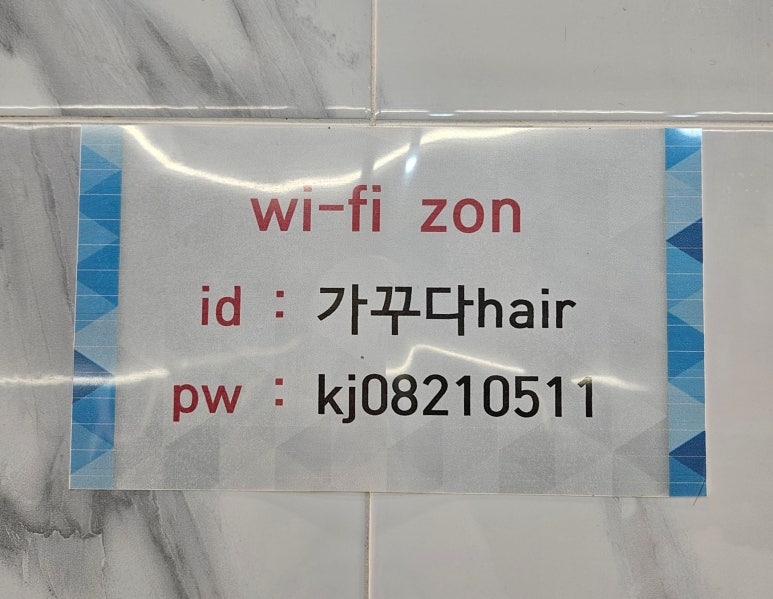 wi-fi zon
id : 가꾸다hair
pw : kj08210511